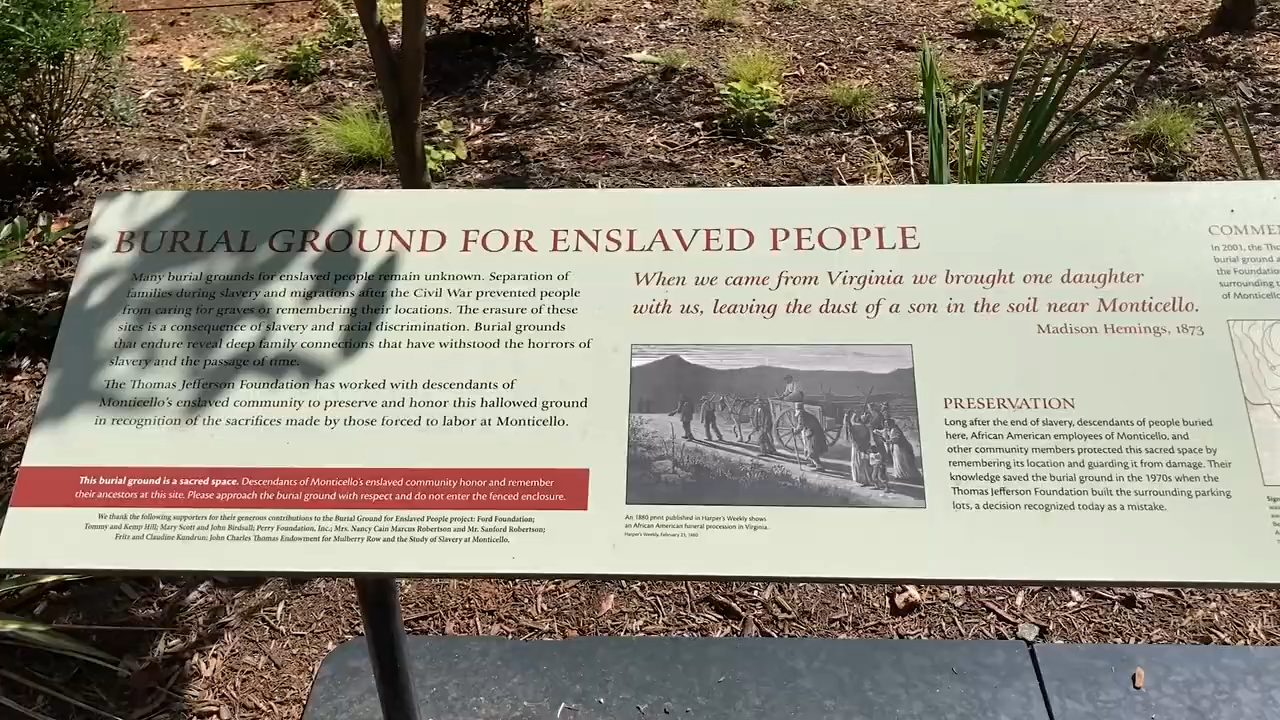 BURIAL GROUND FOR ENSLAVED PEOPLE
Many burial grounds for enslaved people remain unknown. Separation of
families during slavery and migrations after the Civil War prevented people
from caring for graves or remembering their locations. The erasure of these
sites is a consequence of slavery and racial discrimination. Burial grounds
that endure reveal deep family connections that have withstood the horrors of
slavery and the passage of time.
The Thomas Jefferson Foundation has worked with descendants of
Monticello's enslaved community to preserve and honor this hallowed ground
in recognition of the sacrifices made by those forced to labor at Monticello.
This burial ground is a sacred space. Descendants of Monticello's enslaved community honor and remember
their ancestors at this site. Please approach the burial ground with respect and do not enter the fenced enclosure.
We thank the following supporters for their generous contributions to the Burial Ground for Enslaved People project: Ford Foundation;
Tommy and Kemp Hill; Mary Scott and John Birdsall; Perry Foundation, Inc.; Mrs. Nancy Cain Marcus Robertson and Mr. Sanford Robertson;
Fritz and Claudine Kundrun; John Charles Thomas Endowment for Mulberry Row and the Study of Slavery at Monticello.
When we came from Virginia we brought one daughter
with us, leaving the dust of a son in the soil near Monticello.
Madison Hemings, 1873
An 1880 print published in Harper's Weekly shows
an African American funeral procession in Virginia.
Harper's Weekly, February 21, 1880
PRESERVATION
Long after the end of slavery, descendants of people buried
here, African American employees of Monticello, and
other community members protected this sacred space by
remembering its location and guarding it from damage. Their
knowledge saved the burial ground in the 1970s when the
Thomas Jefferson Foundation built the surrounding parking
lots, a decision recognized today as a mistake.
COMME
In 2001, the Tho
burial ground a
the Foundation
surrounding t
of Monticello